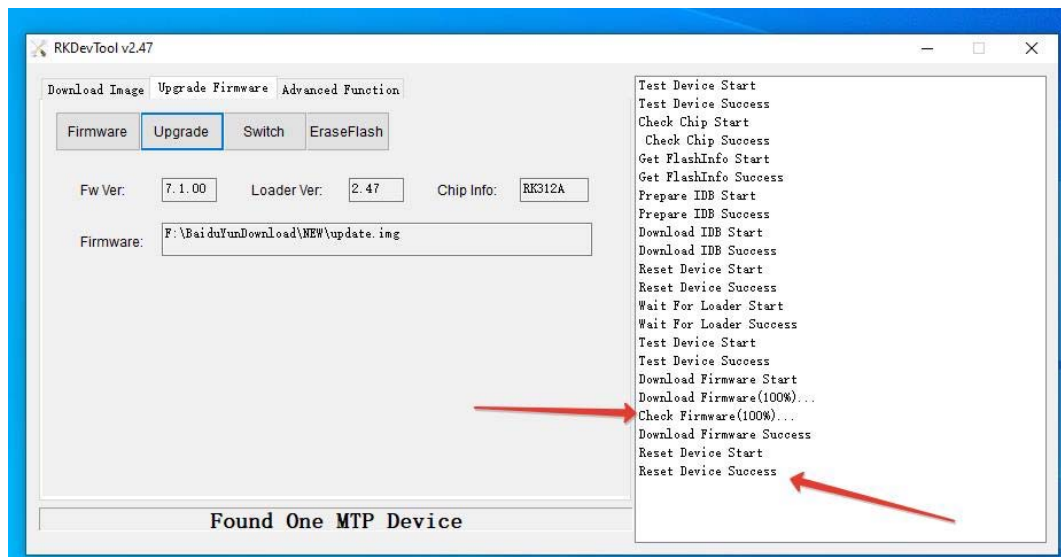 RKDevTool v2.47
Download Image Upgrade Firmware Advanced Function
Firmware Upgrade Switch EraseFlash
Fw Ver: 7.1.00 Loader Ver: 2.47 Chip Info: RK312A
Firmware: F:\BaiduYunDownload\NEW\update.img
Found One MTP Device
Test Device Start
Test Device Success
Check Chip Start
Check Chip Success
Get FlashInfo Start
Get FlashInfo Success
Prepare IDB Start
Prepare IDB Success
Download IDB Start
Download IDB Success
Reset Device Start
Reset Device Success
Wait For Loader Start
Wait For Loader Success
Test Device Start
Test Device Success
Download Firmware Start
Download Firmware(100%)...
Check Firmware(100%)...
Download Firmware Success
Reset Device Start
Reset Device Success